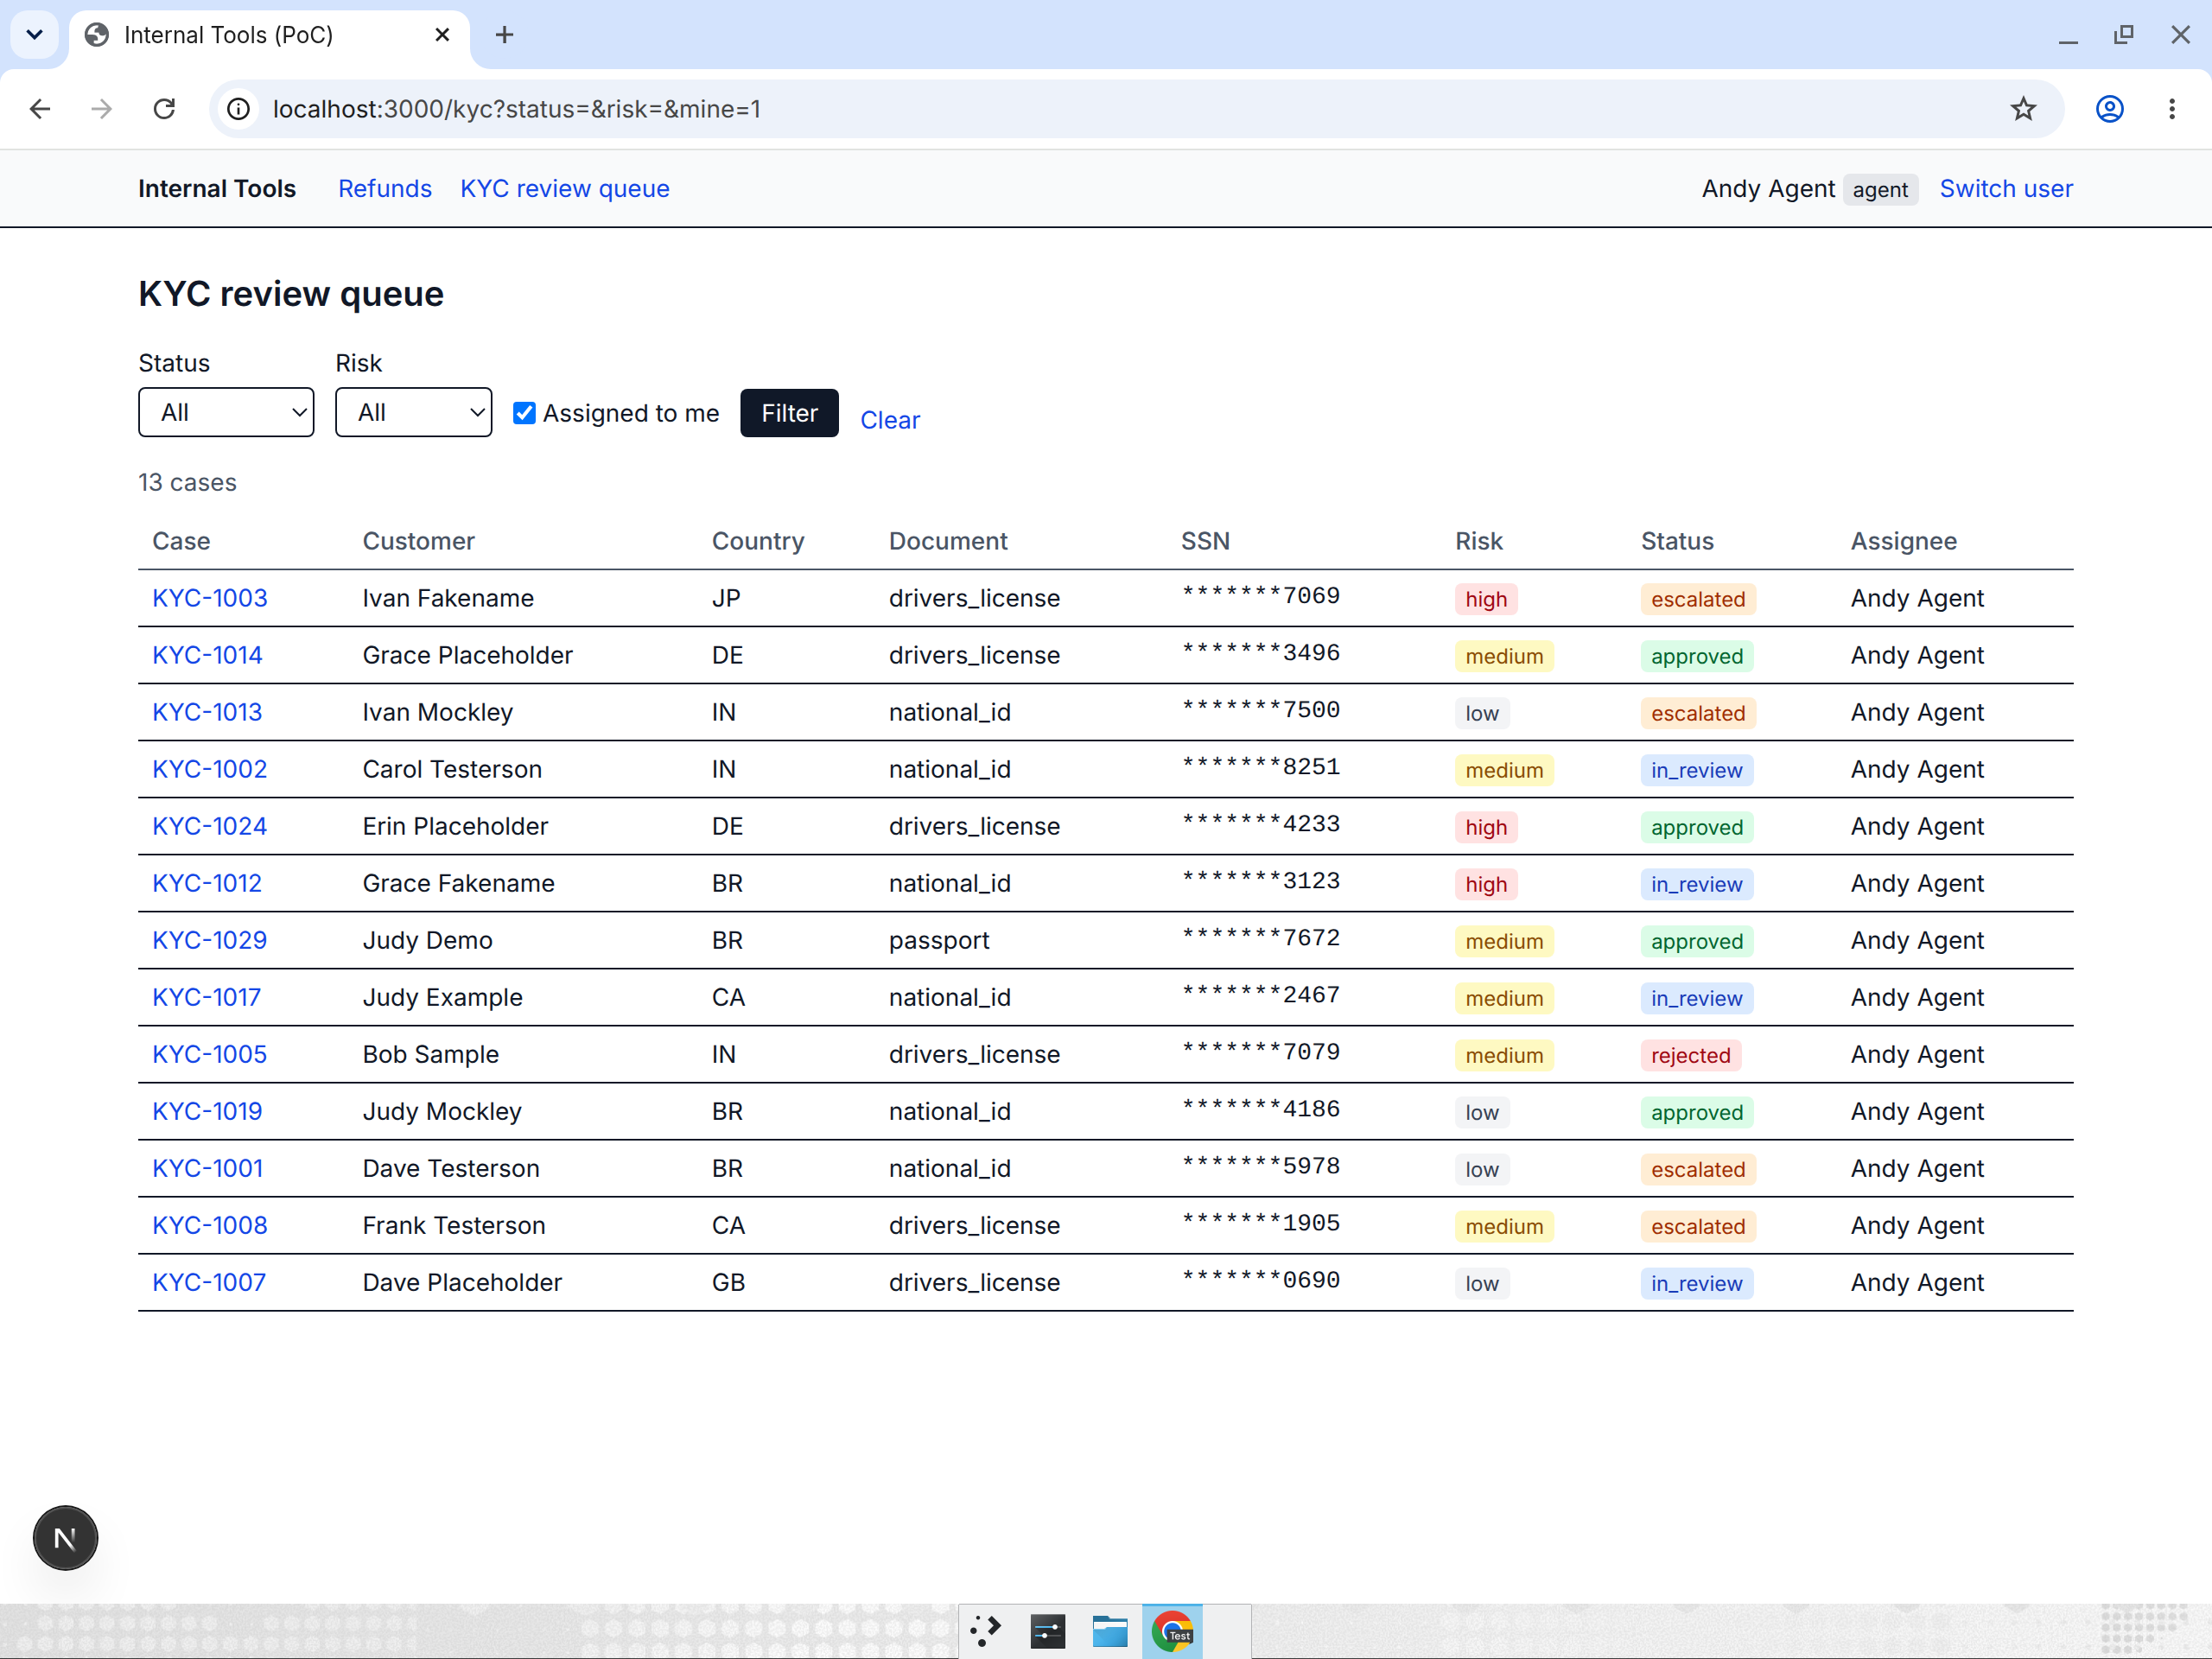 Internal Tools (PoC)
localhost:3000/kyc?status=&risk=&mine=1
Internal Tools Refunds KYC review queue Andy Agent agent Switch user
KYC review queue
Status Risk
All All Assigned to me Filter Clear
13 cases
Case Customer Country Document SSN Risk Status Assignee
KYC-1003 Ivan Fakename JP drivers_license *******7069 high escalated Andy Agent
KYC-1014 Grace Placeholder DE drivers_license *******3496 medium approved Andy Agent
KYC-1013 Ivan Mockley IN national_id *******7500 low escalated Andy Agent
KYC-1002 Carol Testerson IN national_id *******8251 medium in_review Andy Agent
KYC-1024 Erin Placeholder DE drivers_license *******4233 high approved Andy Agent
KYC-1012 Grace Fakename BR national_id *******3123 high in_review Andy Agent
KYC-1029 Judy Demo BR passport *******7672 medium approved Andy Agent
KYC-1017 Judy Example CA national_id *******2467 medium in_review Andy Agent
KYC-1005 Bob Sample IN drivers_license *******7079 medium rejected Andy Agent
KYC-1019 Judy Mockley BR national_id *******4186 low approved Andy Agent
KYC-1001 Dave Testerson BR national_id *******5978 low escalated Andy Agent
KYC-1008 Frank Testerson CA drivers_license *******1905 medium escalated Andy Agent
KYC-1007 Dave Placeholder GB drivers_license *******0690 low in_review Andy Agent
N
Test